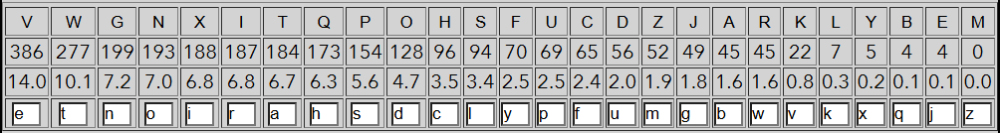 V W G N X I T Q P O H S F U C D Z J A R K L Y B E M
386 277 199 193 188 187 184 173 154 128 96 94 70 69 65 56 52 49 45 45 22 7 5 4 4 0
14.0 10.1 7.2 7.0 6.8 6.8 6.7 6.3 5.6 4.7 3.5 3.4 2.5 2.5 2.4 2.0 1.9 1.8 1.6 1.6 0.8 0.3 0.2 0.1 0.1 0.0
e t n o i r a h s d c l y p f u m g b w v k x q j z